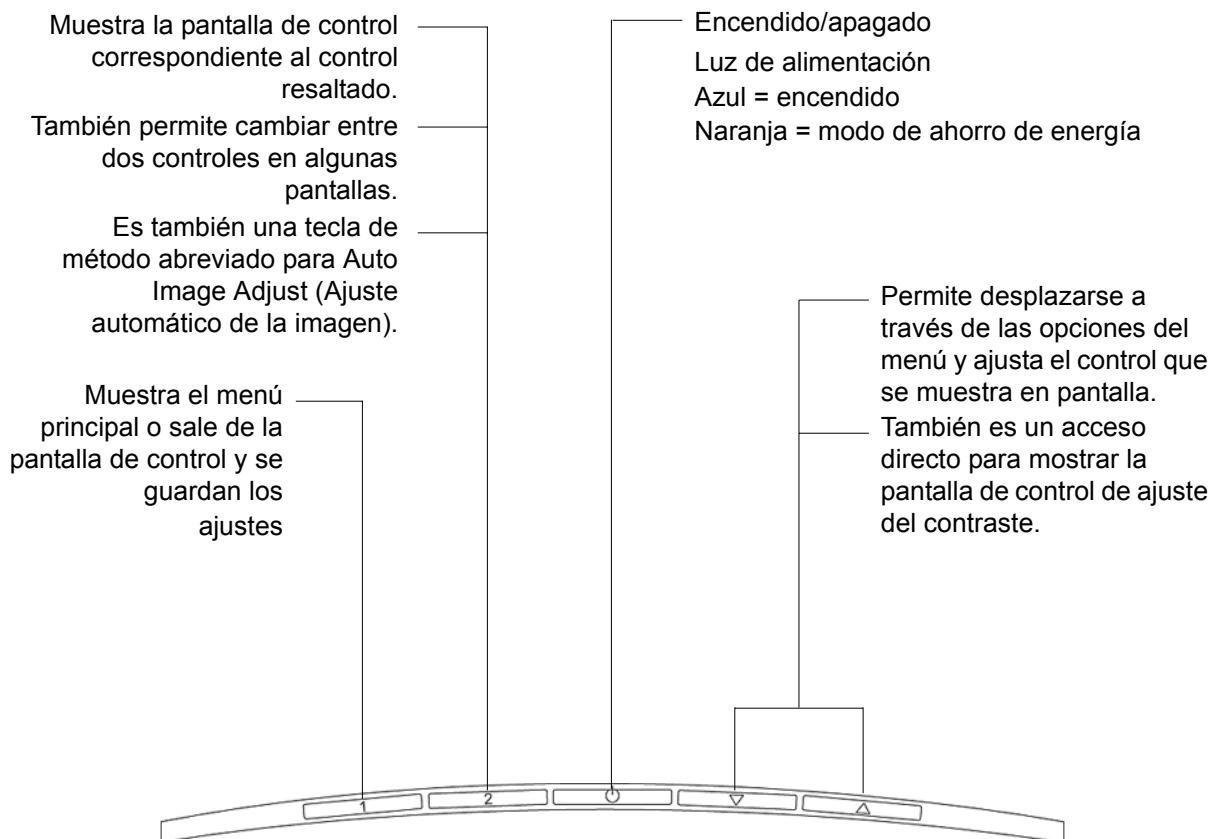 Muestra la pantalla de control
correspondiente al control
resaltado.
También permite cambiar entre
dos controles en algunas
pantallas.
Es también una tecla de
método abreviado para Auto
Image Adjust (Ajuste
automático de la imagen).
Muestra el menú
principal o sale de la
pantalla de control y se
guardan los
ajustes
Encendido/apagado
Luz de alimentación
Azul = encendido
Naranja = modo de ahorro de energía
Permite desplazarse a
través de las opciones del
menú y ajusta el control que
se muestra en pantalla.
También es un acceso
directo para mostrar la
pantalla de control de ajuste
del contraste.
1
2